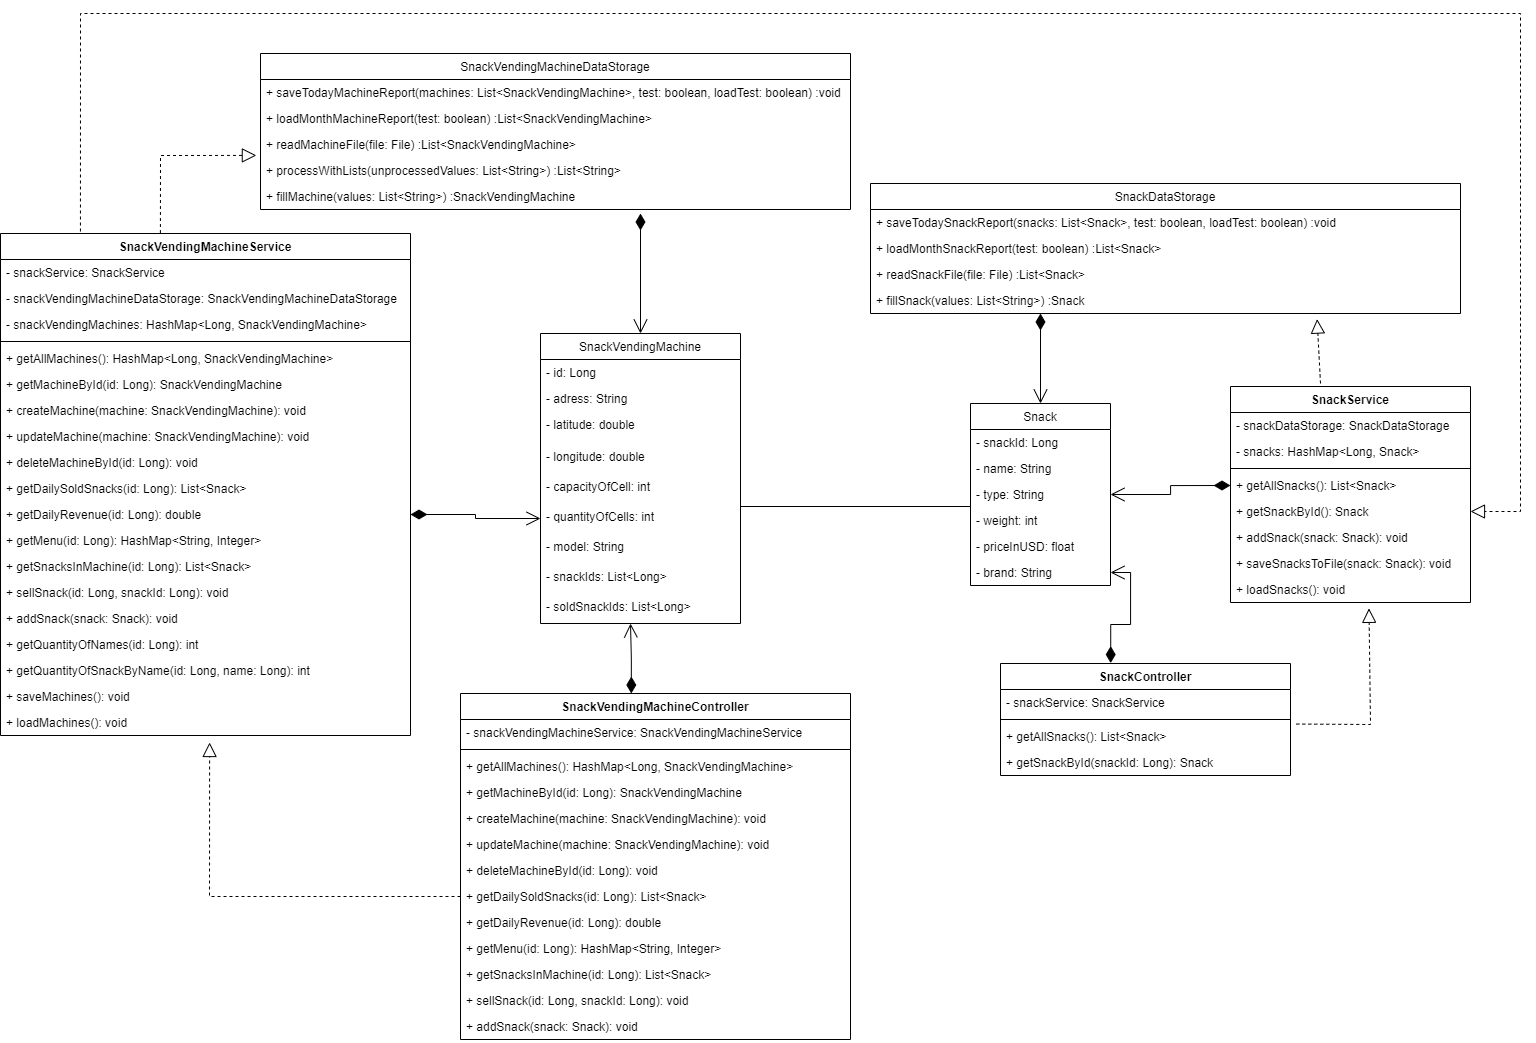 SnackVendingMachineDataStorage
+ saveTodayMachineReport(machines: List<SnackVendingMachine>, test: boolean, loadTest: boolean) :void
+ loadMonthMachineReport(test: boolean) :List<SnackVendingMachine>
+ readMachineFile(file: File) :List<SnackVendingMachine>
+ processWithLists(unprocessedValues: List<String>) :List<String>
+ fillMachine(values: List<String>) :SnackVendingMachine
SnackDataStorage
+ saveTodaySnackReport(snacks: List<Snack>, test: boolean, loadTest: boolean) :void
+ loadMonthSnackReport(test: boolean) :List<Snack>
+ readSnackFile(file: File) :List<Snack>
+ fillSnack(values: List<String>) :Snack
SnackVendingMachineService
- snackService: SnackService
- snackVendingMachineDataStorage: SnackVendingMachineDataStorage
- snackVendingMachines: HashMap<Long, SnackVendingMachine>
+ getAllMachines(): HashMap<Long, SnackVendingMachine>
+ getMachineById(id: Long): SnackVendingMachine
+ createMachine(machine: SnackVendingMachine): void
+ updateMachine(machine: SnackVendingMachine): void
+ deleteMachineById(id: Long): void
+ getDailySoldSnacks(id: Long): List<Snack>
+ getDailyRevenue(id: Long): double
+ getMenu(id: Long): HashMap<String, Integer>
+ getSnacksInMachine(id: Long): List<Snack>
+ sellSnack(id: Long, snackId: Long): void
+ addSnack(snack: Snack): void
+ getQuantityOfNames(id: Long): int
+ getQuantityOfSnackByName(id: Long, name: Long): int
+ saveMachines(): void
+ loadMachines(): void
SnackVendingMachine
- id: Long
- adress: String
- latitude: double
- longitude: double
- capacityOfCell: int
- quantityOfCells: int
- model: String
- snackIds: List<Long>
- soldSnackIds: List<Long>
Snack
- snackId: Long
- name: String
- type: String
- weight: int
- priceInUSD: float
- brand: String
SnackService
- snackDataStorage: SnackDataStorage
- snacks: HashMap<Long, Snack>
+ getAllSnacks(): List<Snack>
+ getSnackById(): Snack
+ addSnack(snack: Snack): void
+ saveSnacksToFile(snack: Snack): void
+ loadSnacks(): void
SnackController
- snackService: SnackService
+ getAllSnacks(): List<Snack>
+ getSnackById(snackId: Long): Snack
SnackVendingMachineController
- snackVendingMachineService: SnackVendingMachineService
+ getAllMachines(): HashMap<Long, SnackVendingMachine>
+ getMachineById(id: Long): SnackVendingMachine
+ createMachine(machine: SnackVendingMachine): void
+ updateMachine(machine: SnackVendingMachine): void
+ deleteMachineById(id: Long): void
+ getDailySoldSnacks(id: Long): List<Snack>
+ getDailyRevenue(id: Long): double
+ getMenu(id: Long): HashMap<String, Integer>
+ getSnacksInMachine(id: Long): List<Snack>
+ sellSnack(id: Long, snackId: Long): void
+ addSnack(snack: Snack): void